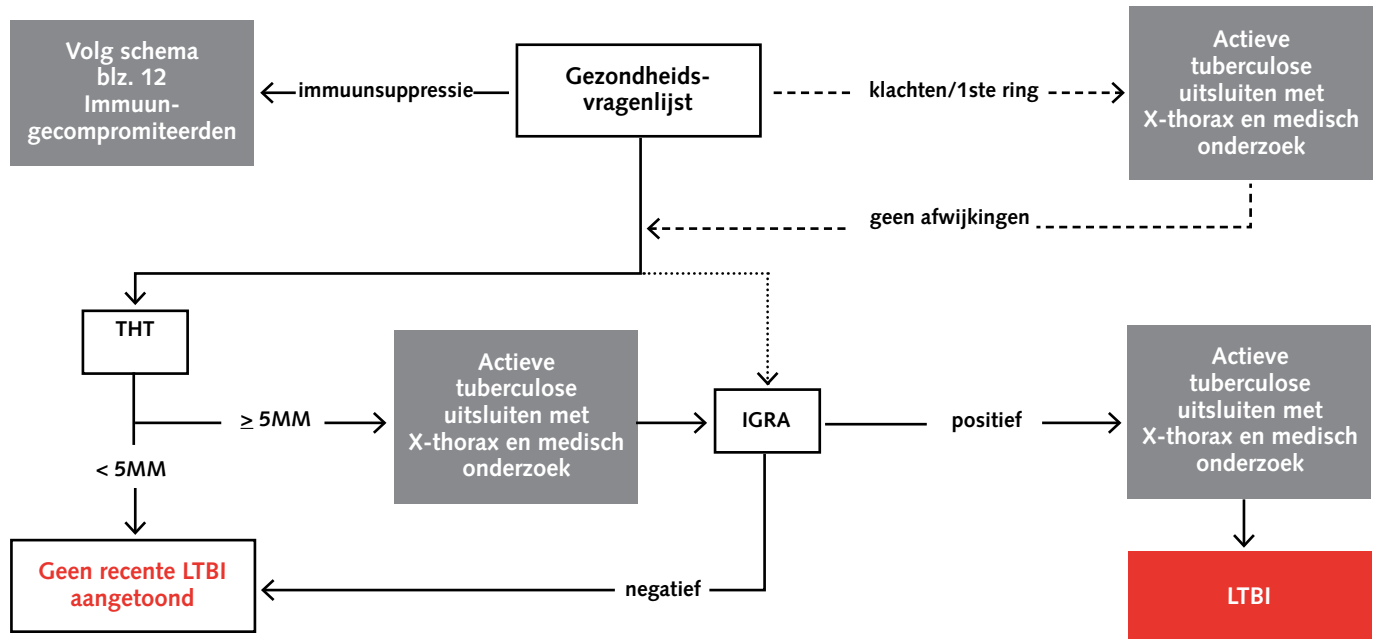 Volg schema
blz. 12
Immuun-
gecompromiteerden
immuunsuppressie
Gezondheids-
vragenlijst
klachten/1ste ring
Actieve
tuberculose
uitsluiten met
X-thorax en medisch
onderzoek
geen afwijkingen
THT
≥ 5MM
< 5MM
Actieve
tuberculose
uitsluiten met
X-thorax en medisch
onderzoek
IGRA
positief
Actieve
tuberculose
uitsluiten met
X-thorax en medisch
onderzoek
Geen recente LTBI
aangetoond
negatief
LTBI